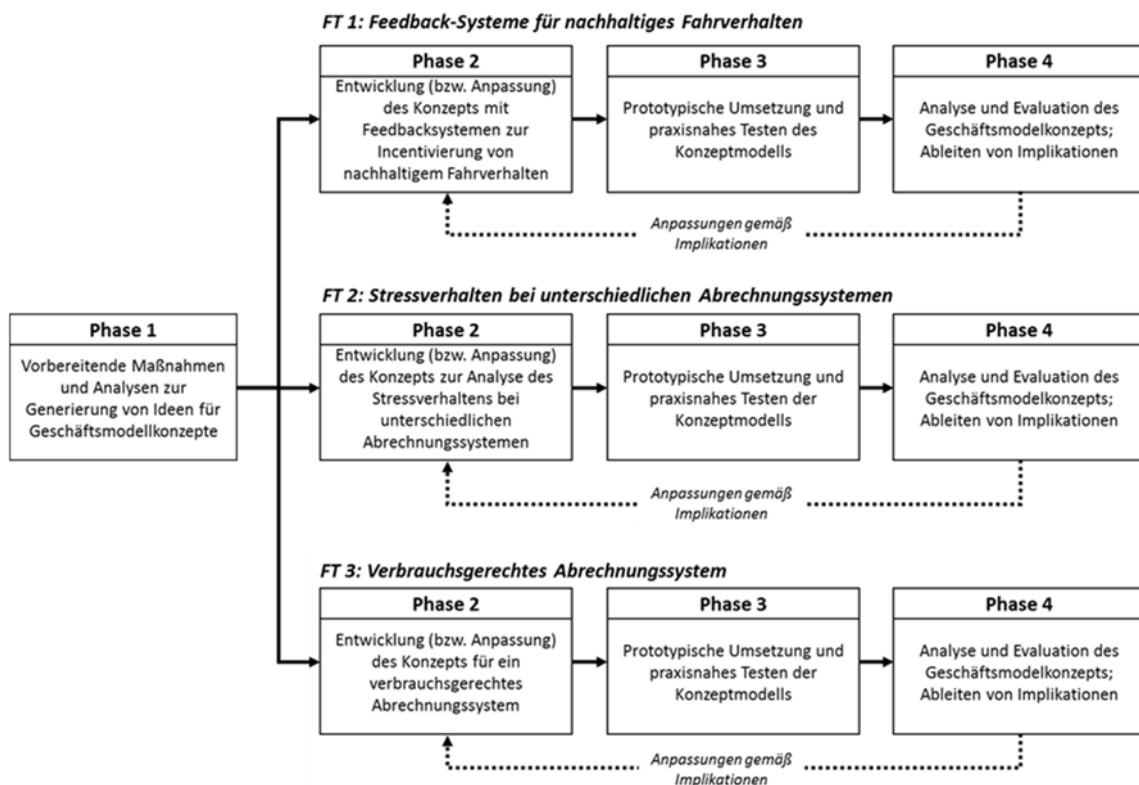 FT 1: Feedback-Systeme für nachhaltiges Fahrverhalten
Phase 2
Entwicklung (bzw. Anpassung)
des Konzepts mit
Feedbacksystemen zur
Incentivierung von
nachhaltigem Fahrverhalten
Phase 3
Prototypische Umsetzung und
praxisnahes Testen des
Konzeptmodells
Phase 4
Analyse und Evaluation des
Geschäftsmodelkonzepts;
Ableiten von Implikationen
Anpassungen gemäß
Implikationen
Phase 1
Vorbereitende Maßnahmen
und Analysen zur
Generierung von Ideen für
Geschäftsmodellkonzepte
FT 2: Stressverhalten bei unterschiedlichen Abrechnungssystemen
Phase 2
Entwicklung (bzw. Anpassung)
des Konzepts zur Analyse des
Stressverhaltens bei
unterschiedlichen
Abrechnungssystemen
Phase 3
Prototypische Umsetzung und
praxisnahes Testen der
Konzeptmodells
Phase 4
Analyse und Evaluation des
Geschäftsmodelkonzepts;
Ableiten von Implikationen
Anpassungen gemäß
Implikationen
FT 3: Verbrauchsgerechtes Abrechnungssystem
Phase 2
Entwicklung (bzw. Anpassung)
des Konzepts für ein
verbrauchsgerechtes
Abrechnungssystem
Phase 3
Prototypische Umsetzung und
praxisnahes Testen der
Konzeptmodells
Phase 4
Analyse und Evaluation des
Geschäftsmodelkonzepts;
Ableiten von Implikationen
Anpassungen gemäß
Implikationen